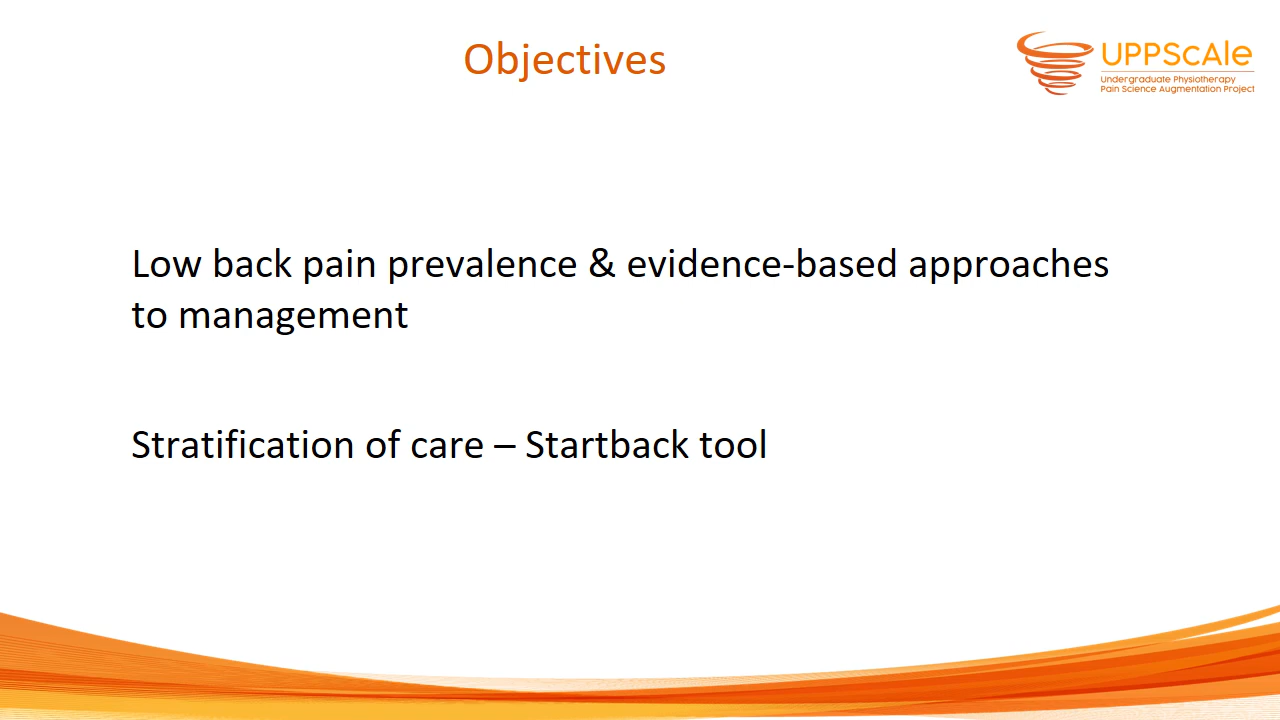 Objectives
UPPScAle
Undergraduate Physiotherapy
Pain Science Augmentation Project
Low back pain prevalence & evidence-based approaches
to management
Stratification of care – Startback tool